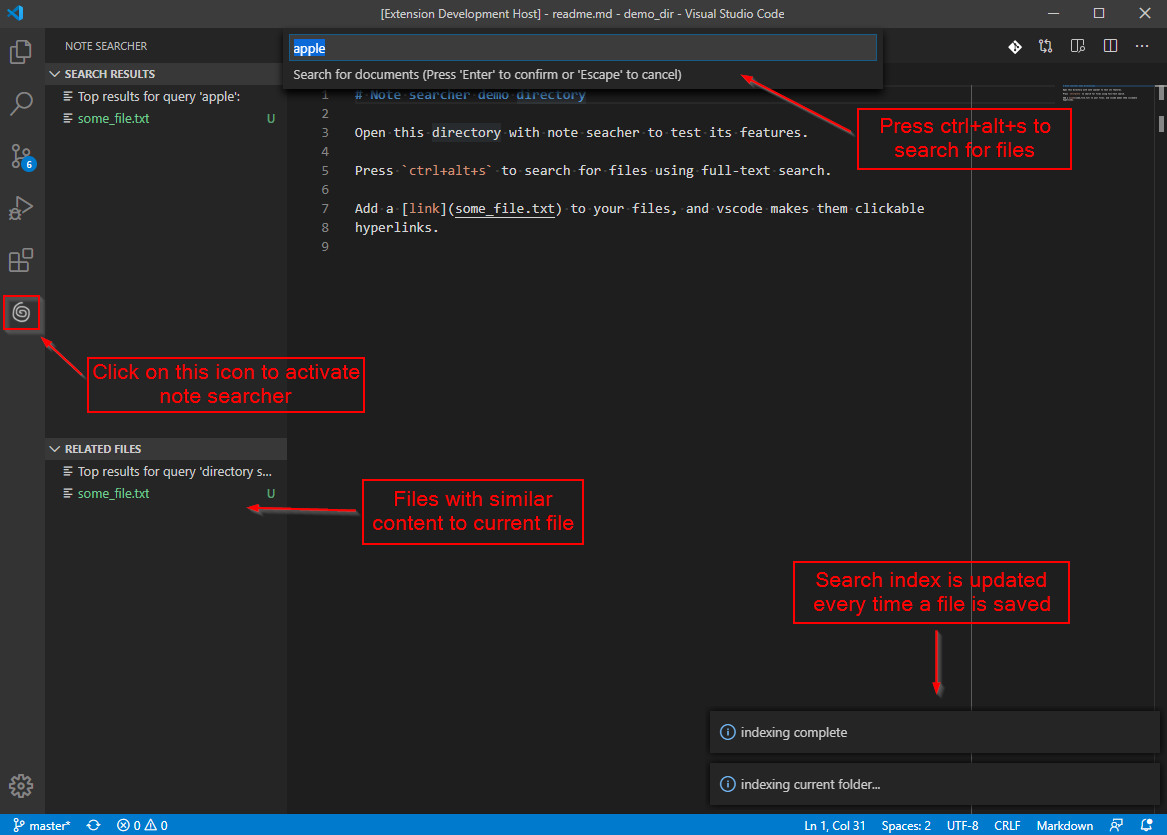 [Extension Development Host] - readme.md - demo_dir - Visual Studio Code
NOTE SEARCHER
SEARCH RESULTS
Top results for query 'apple':
some_file.txt U
apple
Search for documents (Press 'Enter' to confirm or 'Escape' to cancel)
1 # Note searcher demo directory
2
3 Open this directory with note seacher to test its features.
4
5 Press `ctrl+alt+s` to search for files using full-text search.
6
7 Add a [link](some_file.txt) to your files, and vscode makes them clickable
8 hyperlinks.
9
Press ctrl+alt+s to
search for files
6
Click on this icon to activate
note searcher
RELATED FILES
Top results for query 'directory s...
some_file.txt U
Files with similar
content to current file
Search index is updated
every time a file is saved
indexing complete
indexing current folder...
master* 0 0 Ln 1, Col 31 Spaces: 2 UTF-8 CRLF Markdown